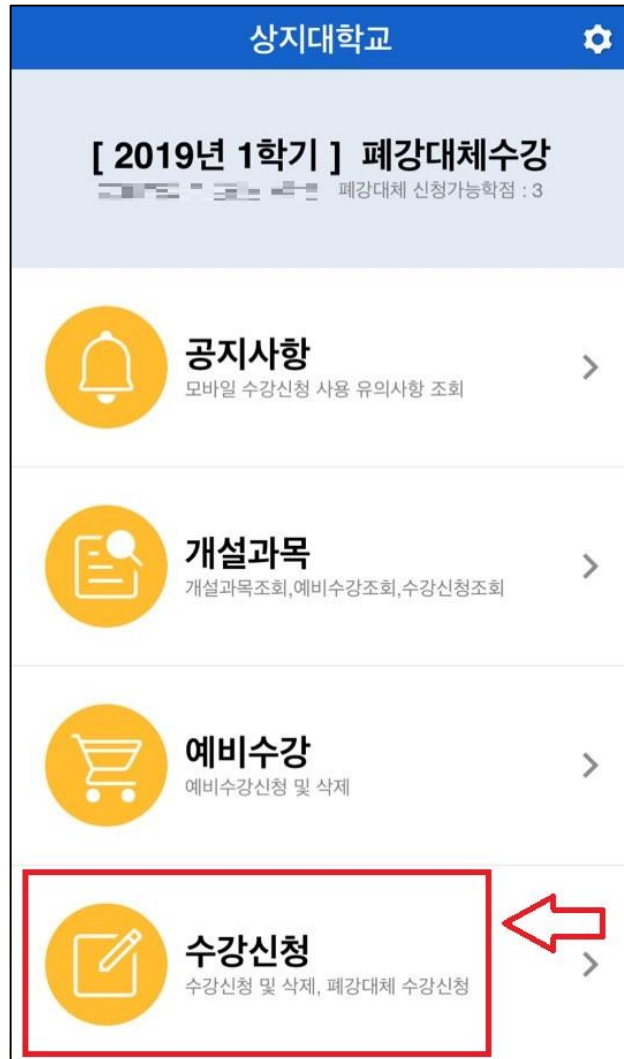 상지대학교
[ 2019년 1학기 ] 폐강대체수강
폐강대체 신청가능학점 : 3
공지사항
모바일 수강신청 사용 유의사항 조회
개설과목
개설과목조회,예비수강조회,수강신청조회
예비수강
예비수강신청 및 삭제
수강신청
수강신청 및 삭제, 폐강대체 수강신청